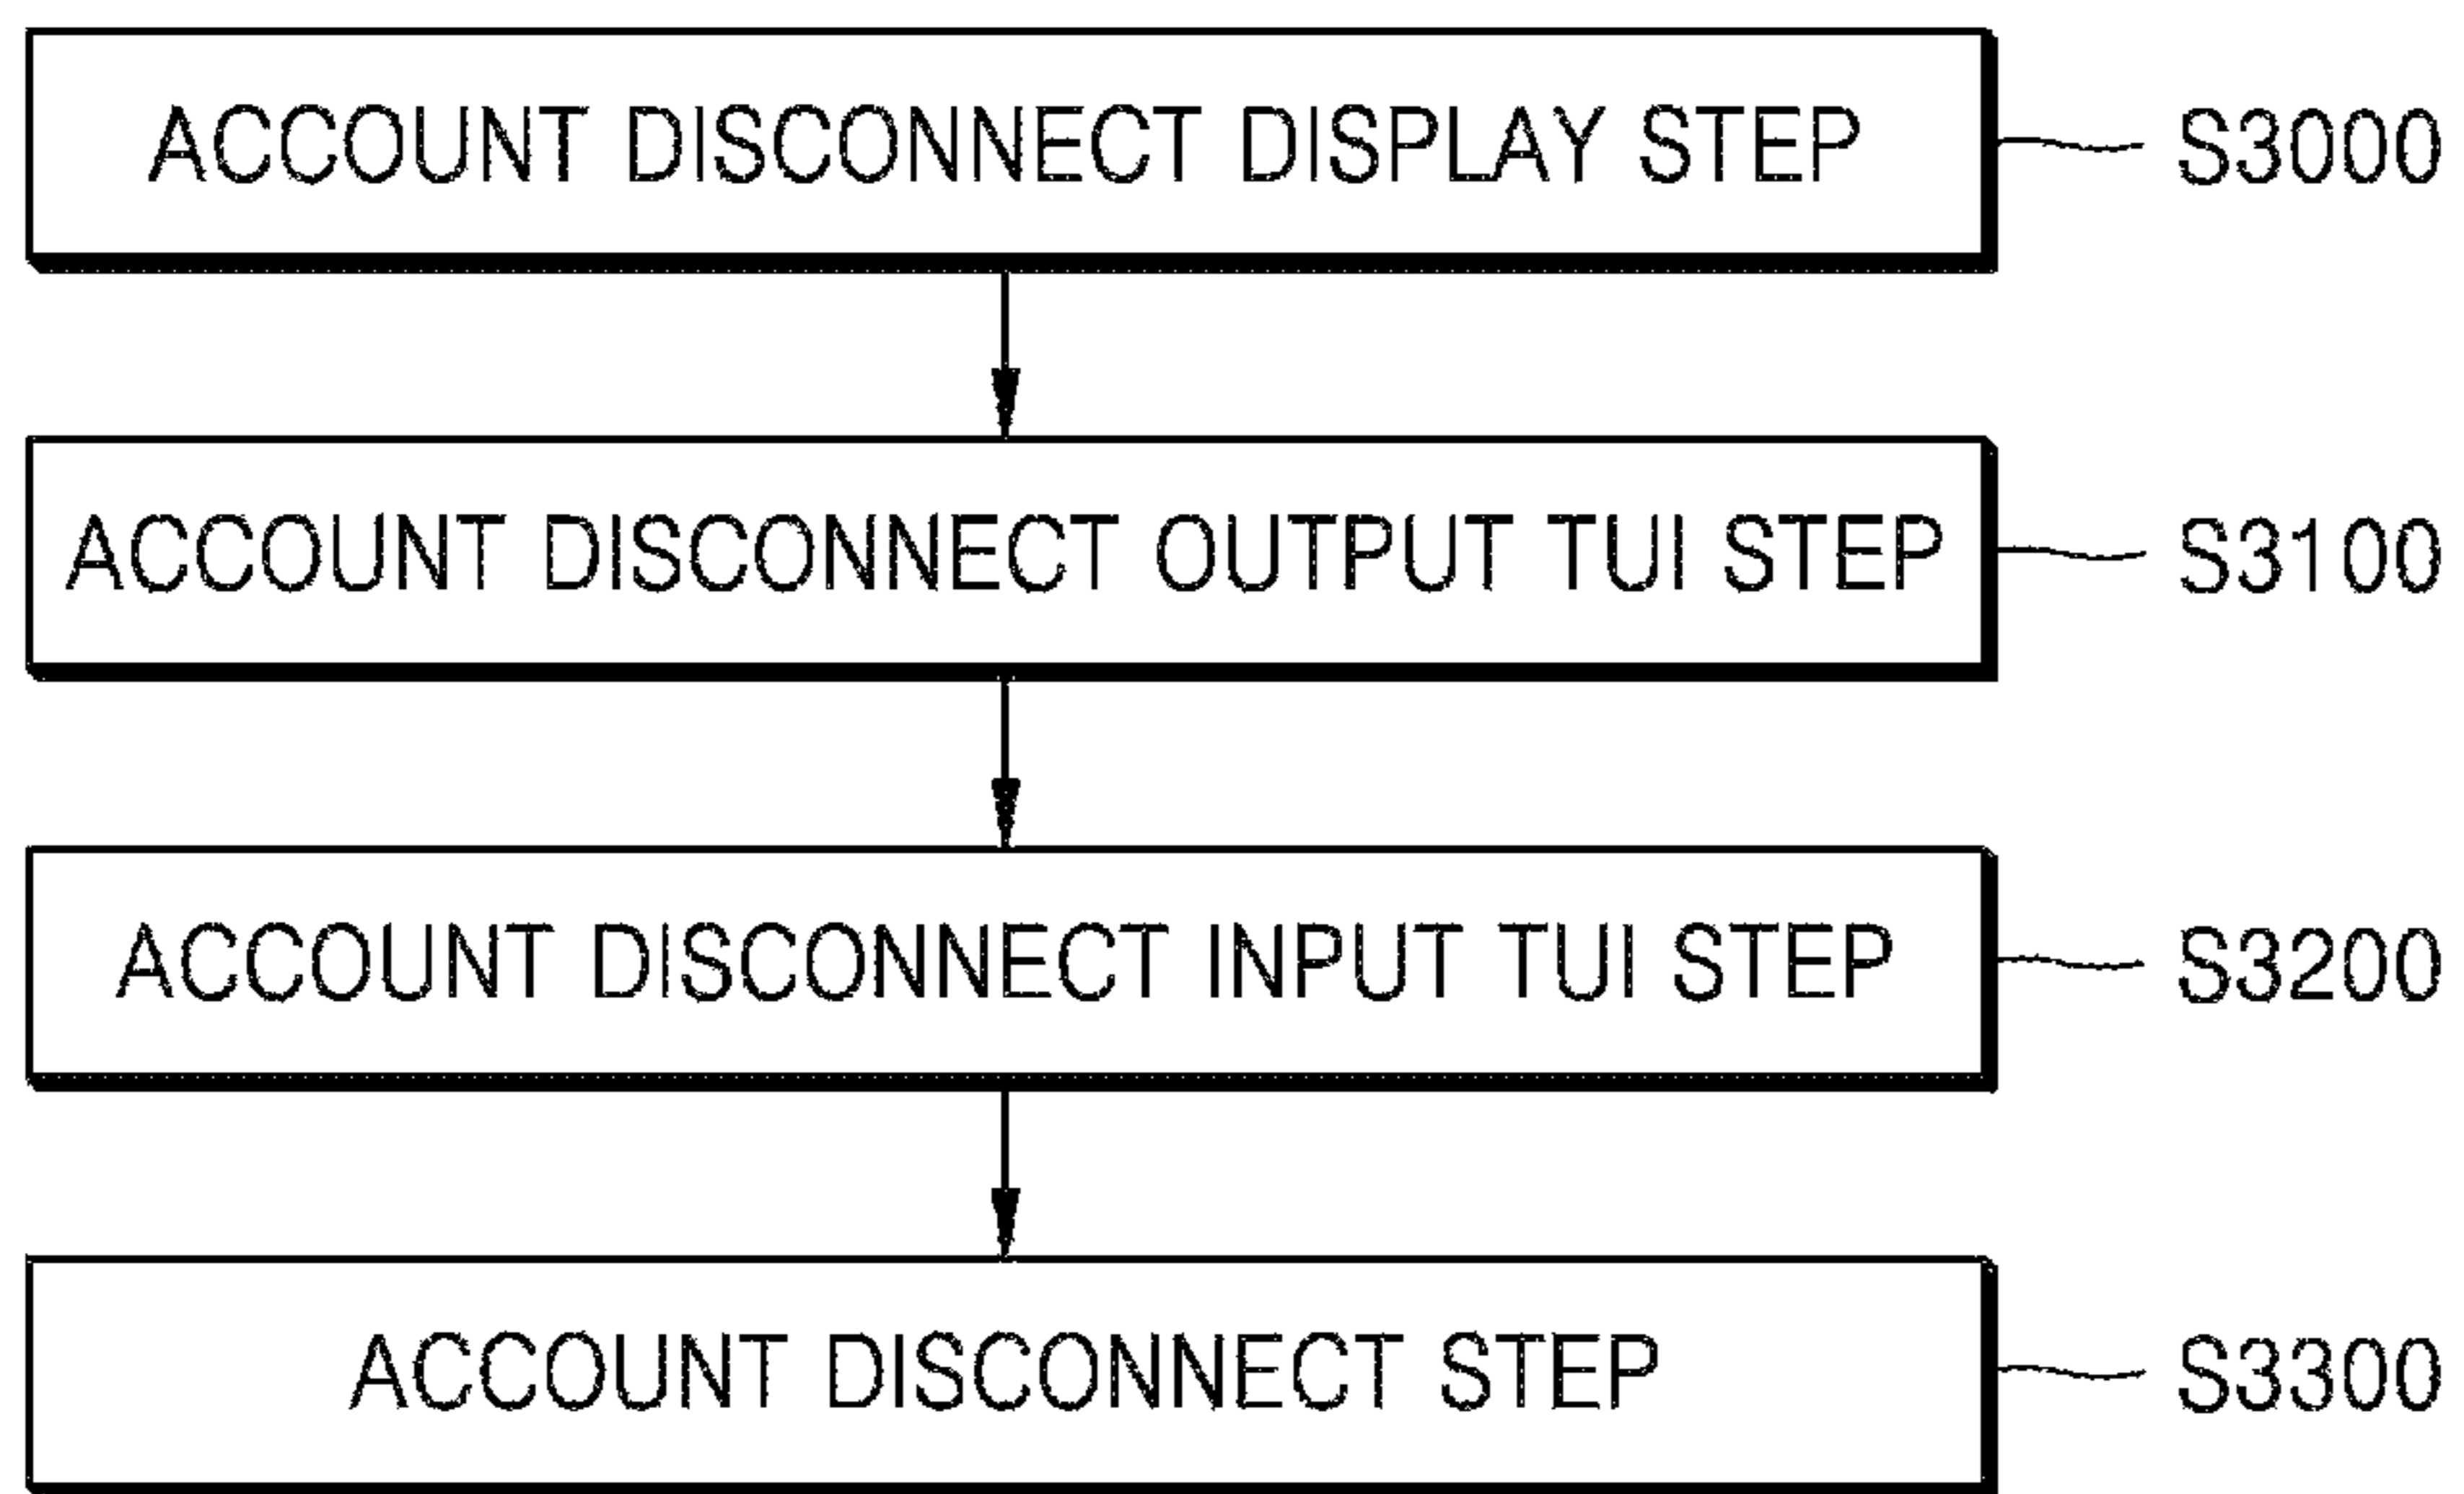 ACCOUNT DISCONNECT DISPLAY STEP S3000
ACCOUNT DISCONNECT OUTPUT TUI STEP S3100
ACCOUNT DISCONNECT INPUT TUI STEP S3200
ACCOUNT DISCONNECT STEP S3300